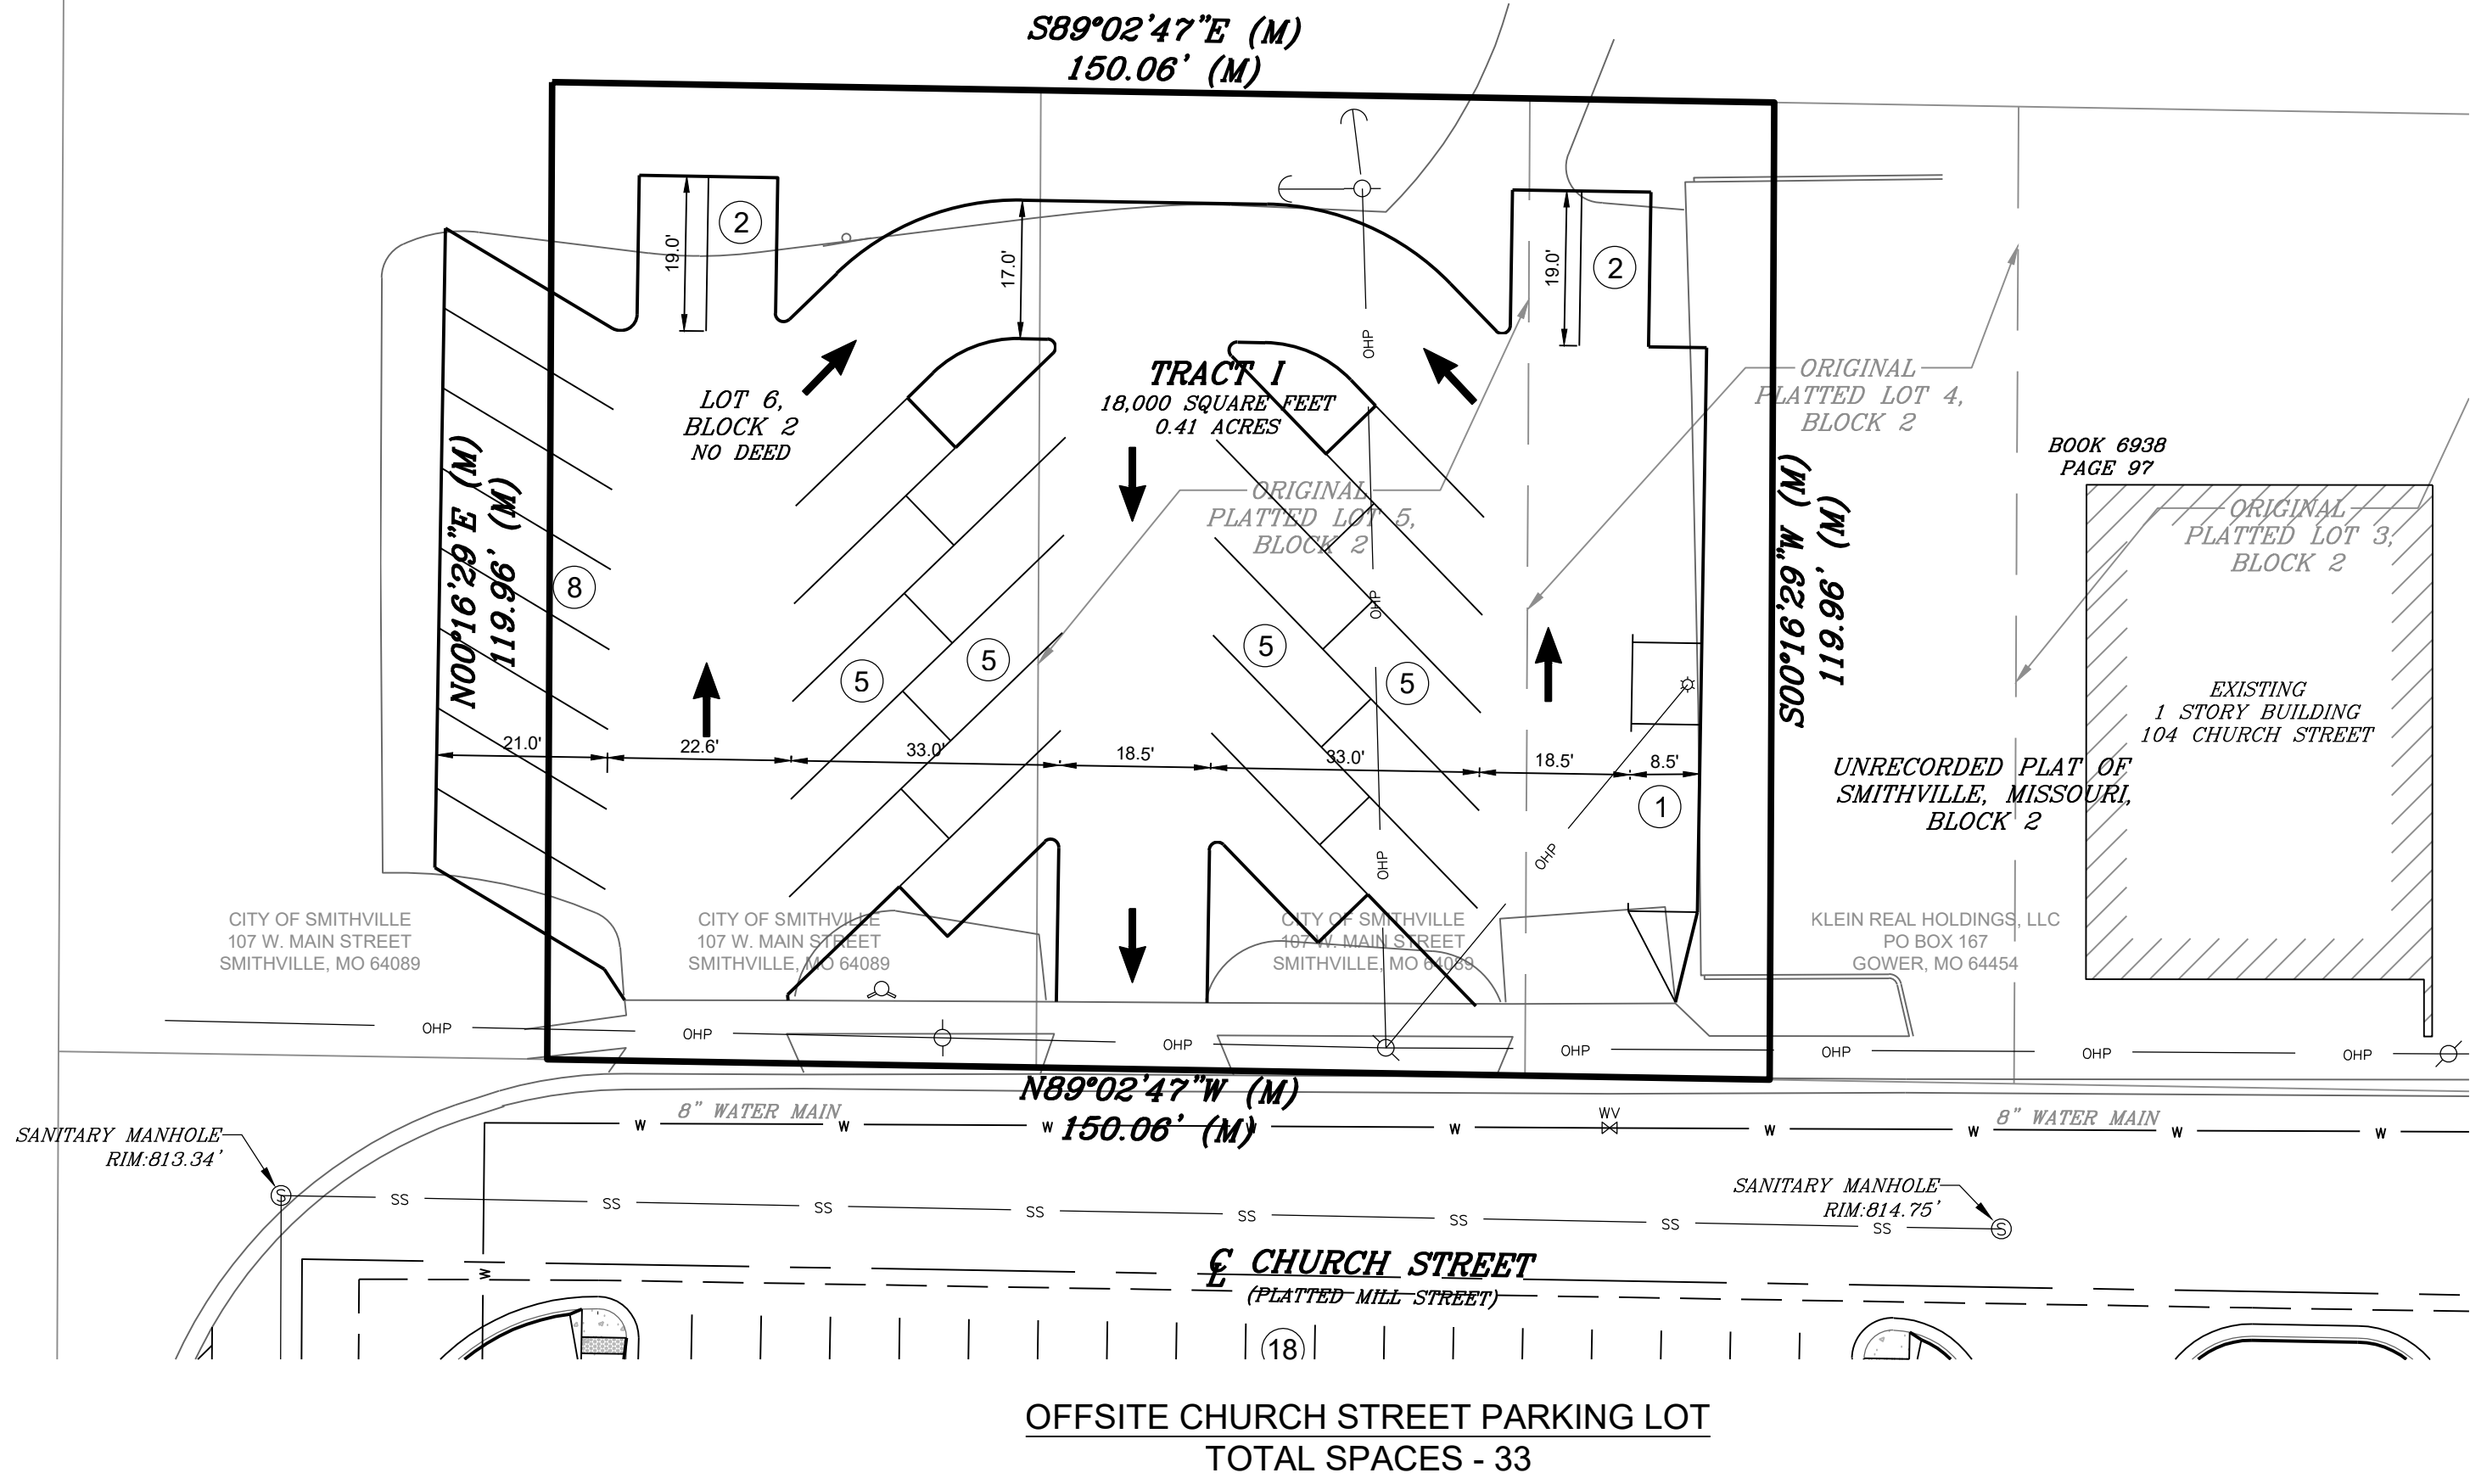 S89°02'47"E (M)
150.06' (M)
2
19.0'
17.0'
19.0'
2
OHP
TRACT I
18,000 SQUARE FEET
0.41 ACRES
LOT 6,
BLOCK 2
NO DEED
ORIGINAL
PLATTED LOT 4,
BLOCK 2
BOOK 6938
PAGE 97
N00°16'29"E (M)
119.96' (M)
ORIGINAL
PLATTED LOT 5,
BLOCK 2
S00°16'29"W (M)
119.96' (M)
ORIGINAL
PLATTED LOT 3,
BLOCK 2
8
OHP
5
5
5
5
EXISTING
1 STORY BUILDING
104 CHURCH STREET
21.0'
22.6'
33.0'
18.5'
33.0'
18.5'
8.5'
1
UNRECORDED PLAT OF
SMITHVILLE, MISSOURI,
BLOCK 2
OHP
OHP
CITY OF SMITHVILLE
107 W. MAIN STREET
SMITHVILLE, MO 64089
CITY OF SMITHVILLE
107 W. MAIN STREET
SMITHVILLE, MO 64089
CITY OF SMITHVILLE
107 W. MAIN STREET
SMITHVILLE, MO 64089
KLEIN REAL HOLDINGS, LLC
PO BOX 167
GOWER, MO 64454
OHP OHP OHP OHP OHP OHP OHP
N89°02'47"W (M)
150.06' (M)
8" WATER MAIN
WV
8" WATER MAIN
W W W W W W W W W
SANITARY MANHOLE
RIM:813.34'
S
SS SS SS SS SS SS SS SS
SANITARY MANHOLE
RIM:814.75'
S
W
CL CHURCH STREET
(PLATTED MILL STREET)
18
OFFSITE CHURCH STREET PARKING LOT
TOTAL SPACES - 33